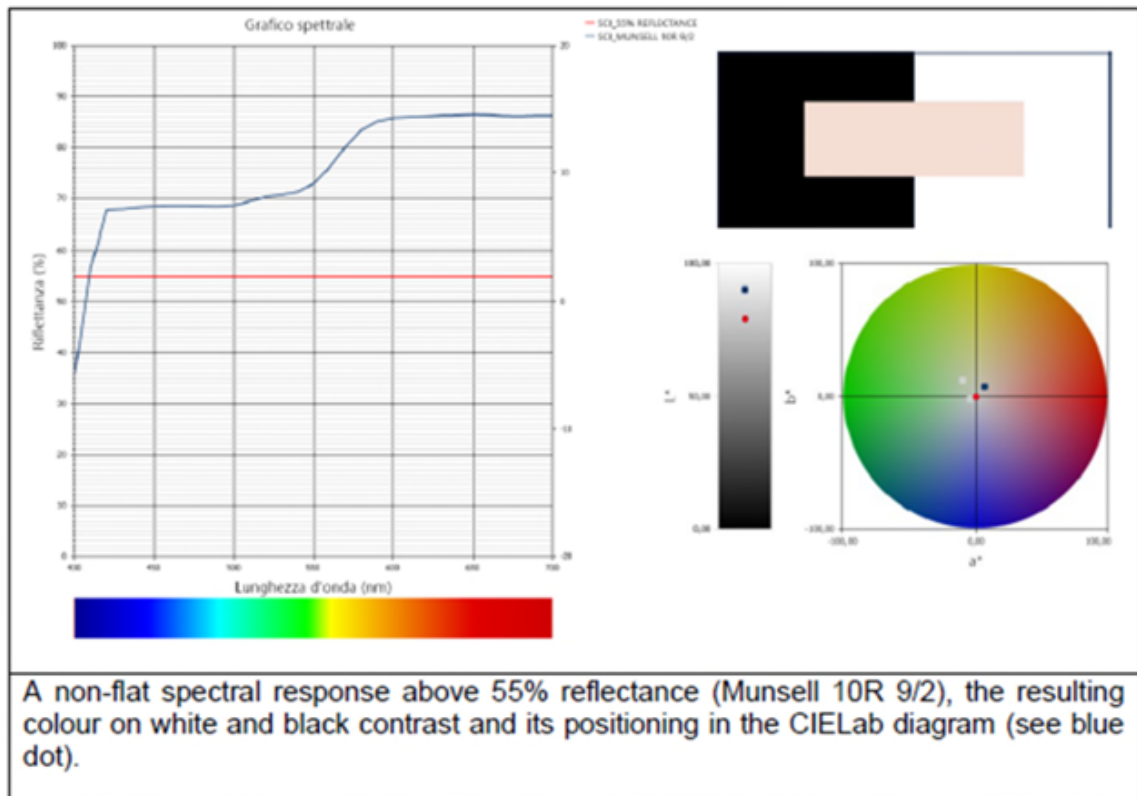 Grafico spettrale
SCI_55% REFLECTANCE
SCI_MUNSELL 10R 9/2
100
90
80
70
60
50
40
30
20
10
0
20
10
0
-10
-20
Riflettanza (%)
400 450 500 550 600 650 700
Lunghezza d'onda (nm)
100,00
50,00
0,00
L*
100,00
0,00
-100,00
b*
-100,00 0,00 100,00
a*
A non-flat spectral response above 55% reflectance (Munsell 10R 9/2), the resulting
colour on white and black contrast and its positioning in the CIELab diagram (see blue
dot).